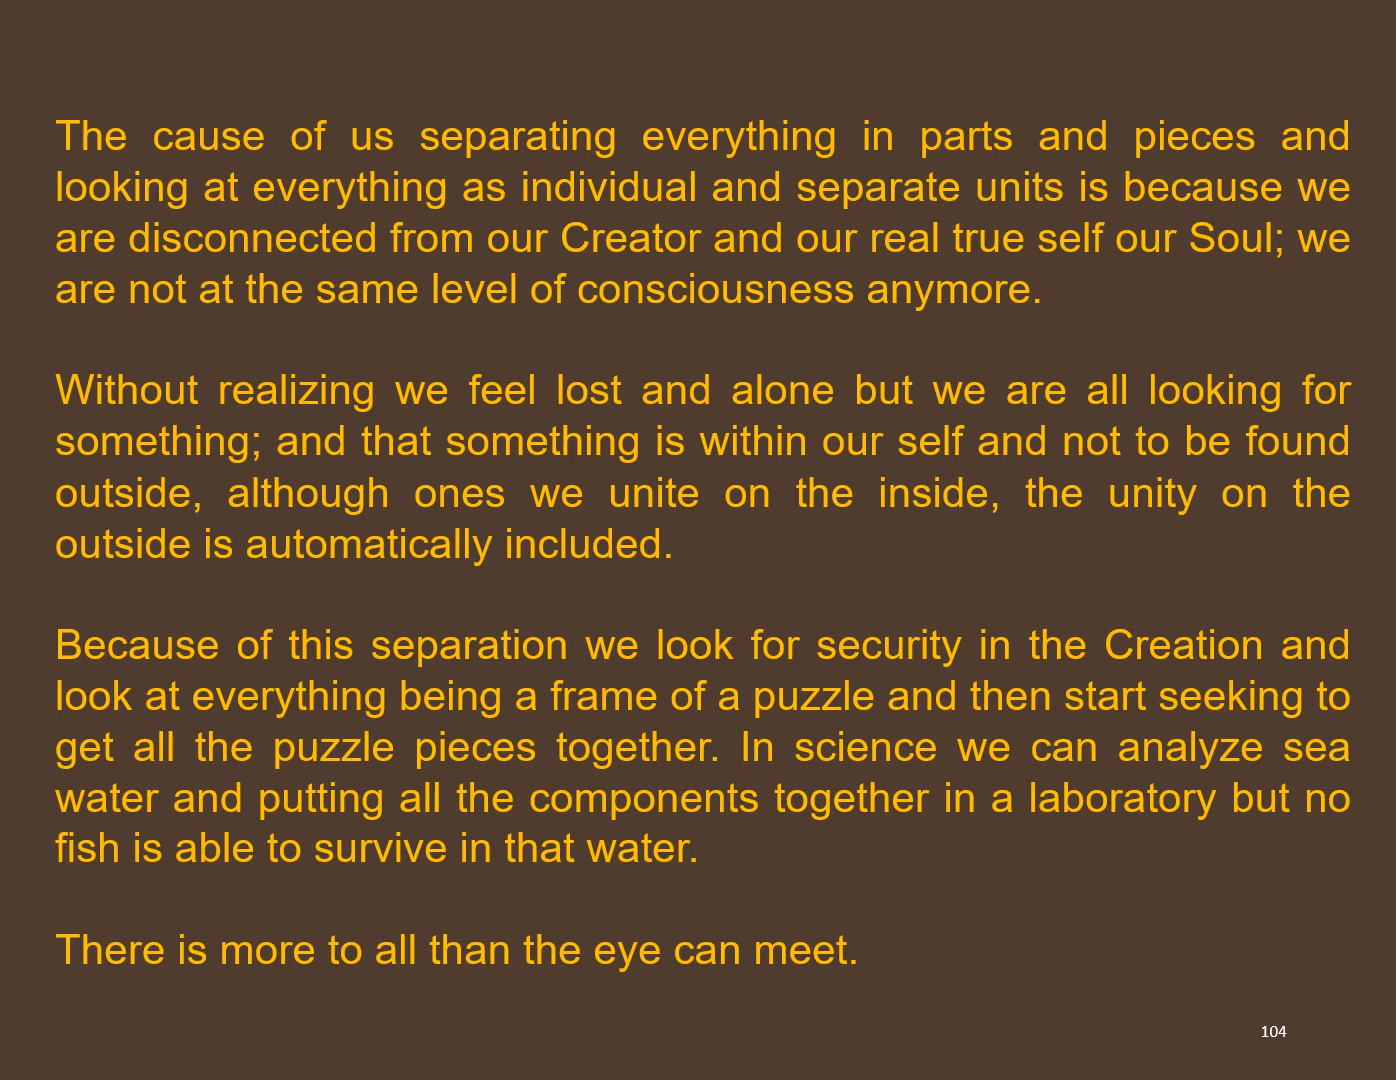 The cause of us separating everything in parts and pieces and
looking at everything as individual and separate units is because we
are disconnected from our Creator and our real true self our Soul; we
are not at the same level of consciousness anymore.
Without realizing we feel lost and alone but we are all looking for
something; and that something is within our self and not to be found
outside, although ones we unite on the inside, the unity on the
outside is automatically included.
Because of this separation we look for security in the Creation and
look at everything being a frame of a puzzle and then start seeking to
get all the puzzle pieces together. In science we can analyze sea
water and putting all the components together in a laboratory but no
fish is able to survive in that water.
There is more to all than the eye can meet.
104